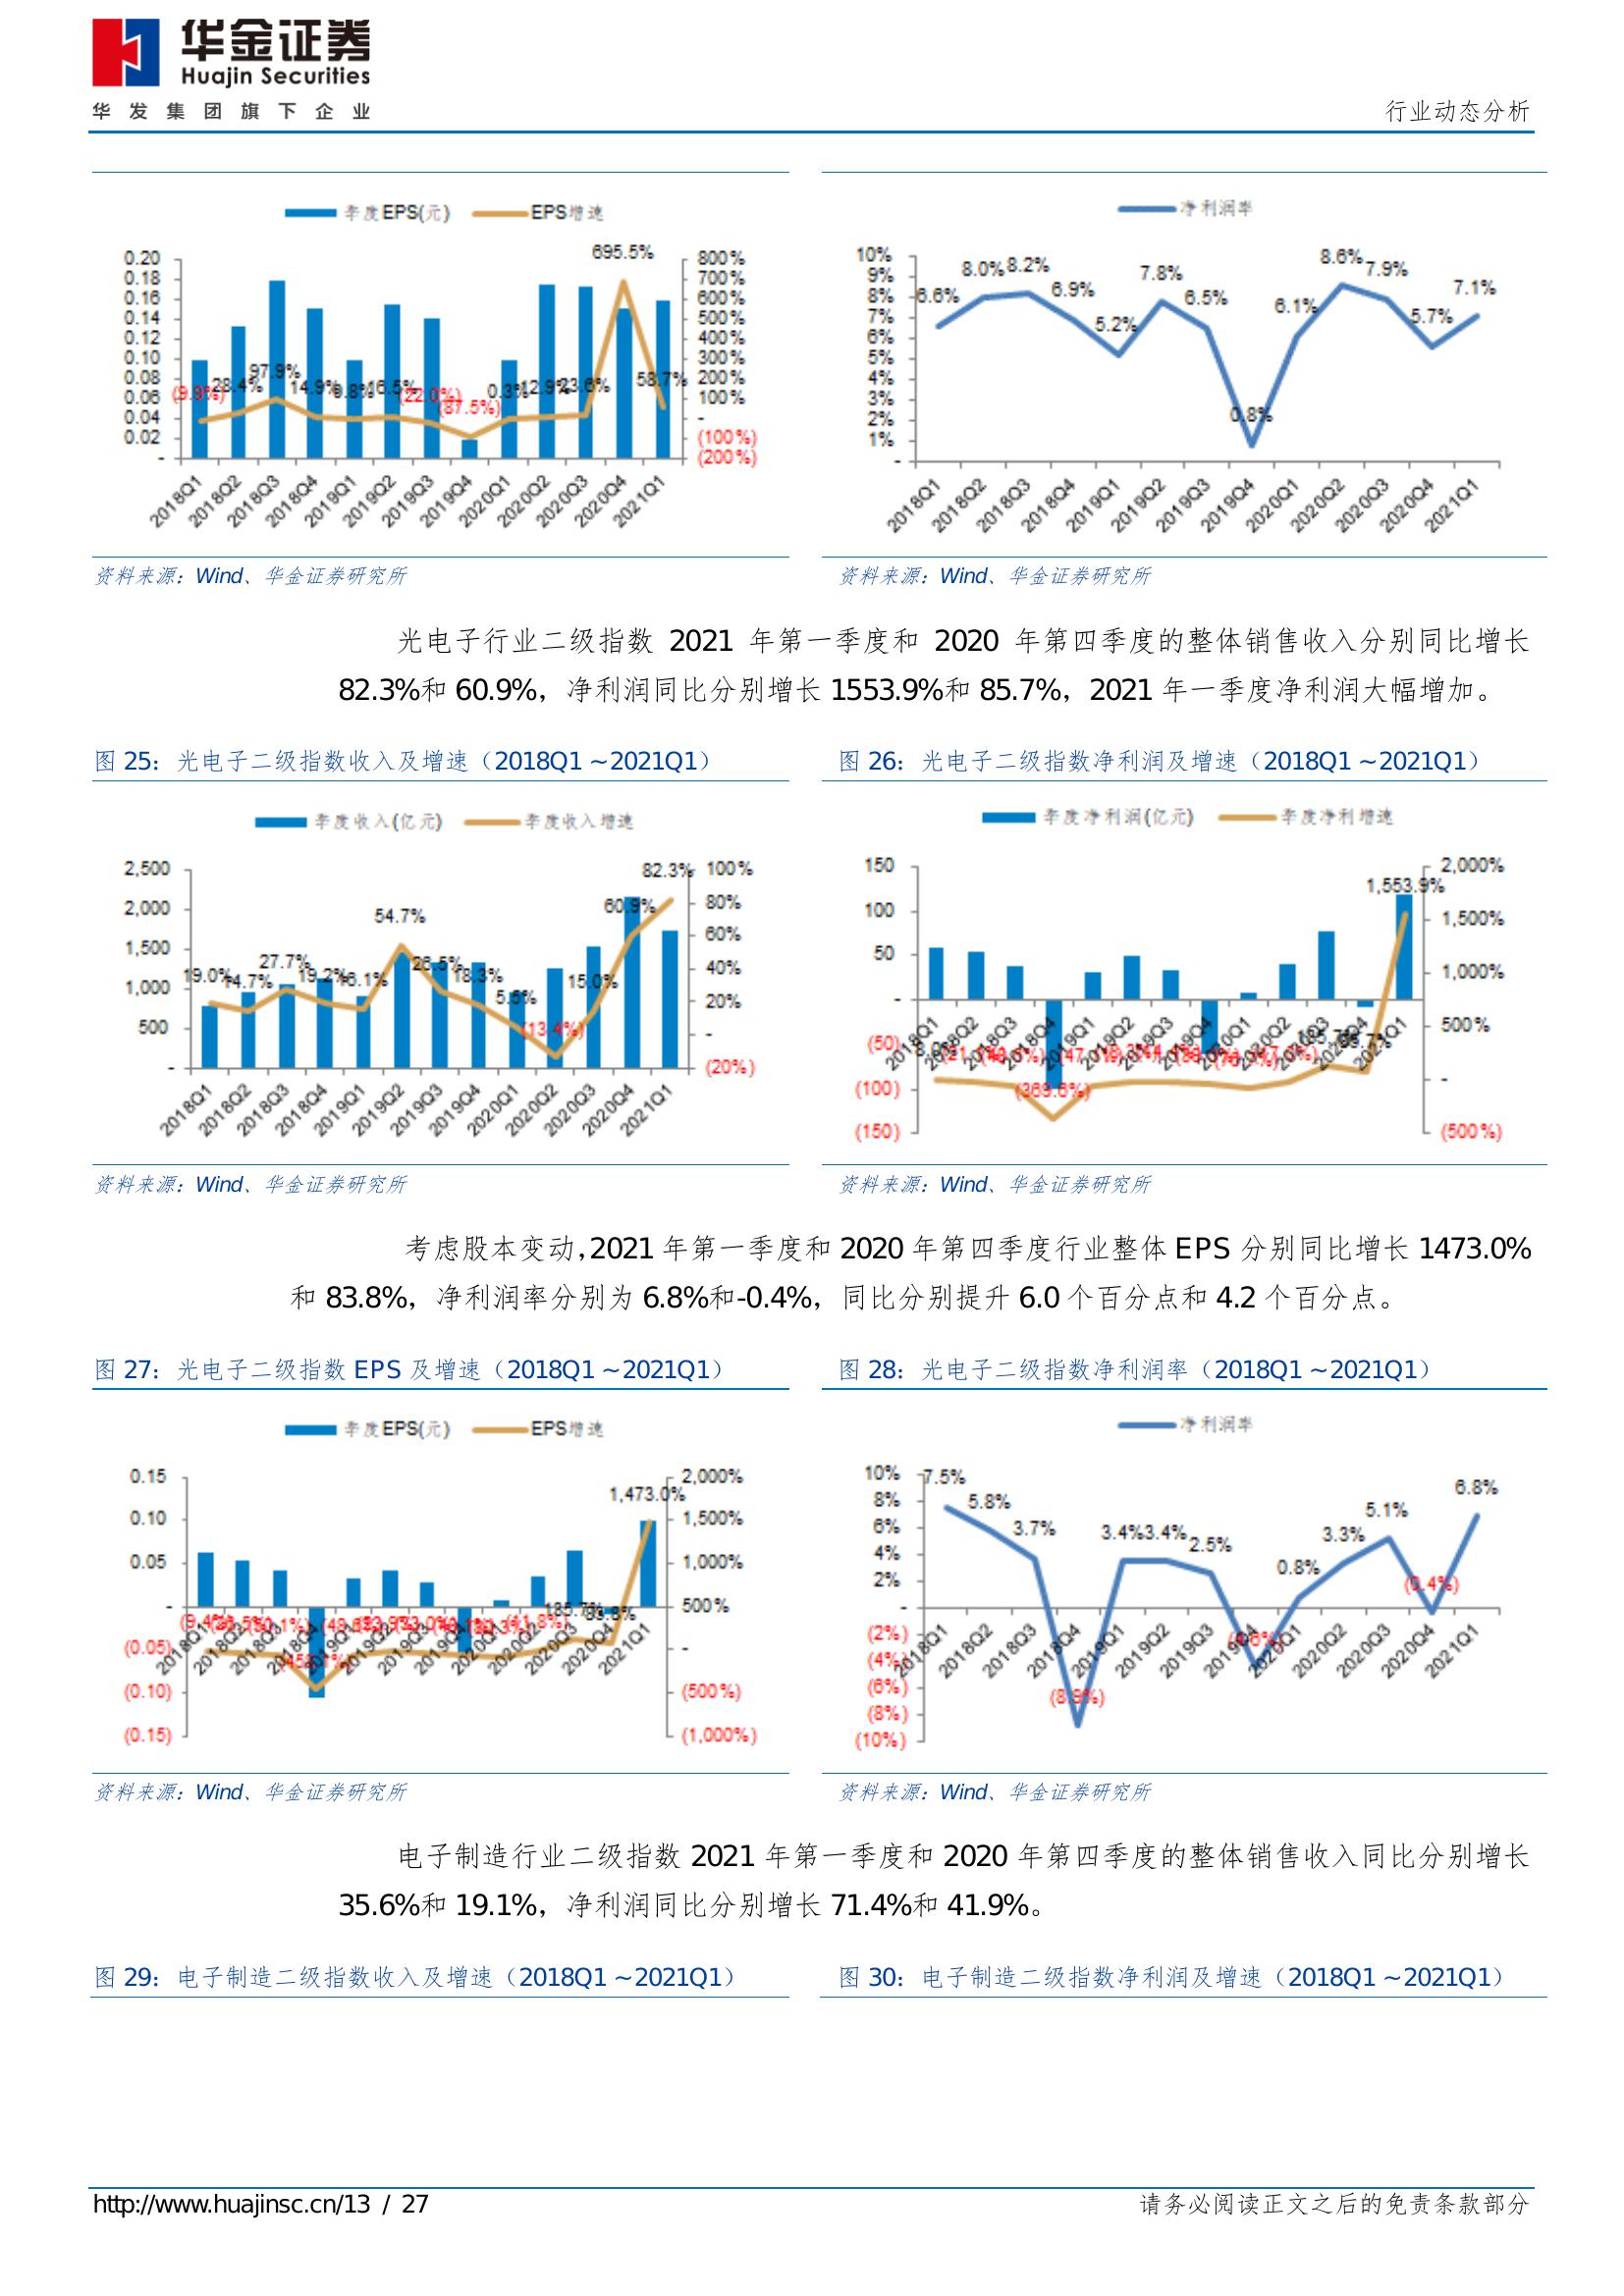 华金证券
Huajin Securities
华发集团旗下企业
行业动态分析
季度EPS(元) EPS增速
0.20
0.18
0.16
0.14
0.12
0.10
0.08
0.06
0.04
0.02
-
800%
700%
600%
500%
400%
300%
200%
100%
-
(100%)
(200%)
(9.9%) 28.4% 97.9% 14.9% 9.8% 16.5% (22.0%) (87.5%) 0.3% 12.9% 23.6% 695.5% 58.7%
2018Q1 2018Q2 2018Q3 2018Q4 2019Q1 2019Q2 2019Q3 2019Q4 2020Q1 2020Q2 2020Q3 2020Q4 2021Q1
净利润率
10%
9%
8%
7%
6%
5%
4%
3%
2%
1%
-
6.6% 8.0% 8.2% 6.9% 5.2% 7.8% 6.5% 0.8% 6.1% 8.6% 7.9% 5.7% 7.1%
2018Q1 2018Q2 2018Q3 2018Q4 2019Q1 2019Q2 2019Q3 2019Q4 2020Q1 2020Q2 2020Q3 2020Q4 2021Q1
资料来源：Wind、华金证券研究所
资料来源：Wind、华金证券研究所
光电子行业二级指数 2021 年第一季度和 2020 年第四季度的整体销售收入分别同比增长
82.3%和 60.9%，净利润同比分别增长 1553.9%和 85.7%，2021 年一季度净利润大幅增加。
图 25：光电子二级指数收入及增速（2018Q1 ~ 2021Q1）
图 26：光电子二级指数净利润及增速（2018Q1 ~ 2021Q1）
季度收入(亿元) 季度收入增速
2,500
2,000
1,500
1,000
500
-
100%
80%
60%
40%
20%
-
(20%)
19.0% 14.7% 27.7% 19.2% 16.1% 54.7% 26.5% 18.3% 5.5% (13.4%) 15.0% 60.9% 82.3%
2018Q1 2018Q2 2018Q3 2018Q4 2019Q1 2019Q2 2019Q3 2019Q4 2020Q1 2020Q2 2020Q3 2020Q4 2021Q1
季度净利润(亿元) 季度净利增速
150
100
50
-
(50)
(100)
(150)
2,000%
1,500%
1,000%
500%
-
(500%)
(369.6%) 1,553.9%
2018Q1 2018Q2 2018Q3 2018Q4 2019Q1 2019Q2 2019Q3 2019Q4 2020Q1 2020Q2 2020Q3 2020Q4 2021Q1
资料来源：Wind、华金证券研究所
资料来源：Wind、华金证券研究所
考虑股本变动，2021 年第一季度和 2020 年第四季度行业整体 EPS 分别同比增长 1473.0%
和 83.8%，净利润率分别为 6.8%和-0.4%，同比分别提升 6.0 个百分点和 4.2 个百分点。
图 27：光电子二级指数 EPS 及增速（2018Q1 ~ 2021Q1）
图 28：光电子二级指数净利润率（2018Q1 ~ 2021Q1）
季度EPS(元) EPS增速
0.15
0.10
0.05
-
(0.05)
(0.10)
(0.15)
2,000%
1,500%
1,000%
500%
-
(500%)
(1,000%)
(9.4%) (11.8%) 185.7% 83.8% 1,473.0%
2018Q1 2018Q2 2018Q3 2018Q4 2019Q1 2019Q2 2019Q3 2019Q4 2020Q1 2020Q2 2020Q3 2020Q4 2021Q1
净利润率
10%
8%
6%
4%
2%
-
(2%)
(4%)
(6%)
(8%)
(10%)
7.5% 5.8% 3.7% (8.9%) 3.4% 3.4% 2.5% (4.6%) 0.8% 3.3% 5.1% (0.4%) 6.8%
2018Q1 2018Q2 2018Q3 2018Q4 2019Q1 2019Q2 2019Q3 2019Q4 2020Q1 2020Q2 2020Q3 2020Q4 2021Q1
资料来源：Wind、华金证券研究所
资料来源：Wind、华金证券研究所
电子制造行业二级指数 2021 年第一季度和 2020 年第四季度的整体销售收入同比分别增长
35.6%和 19.1%，净利润同比分别增长 71.4%和 41.9%。
图 29：电子制造二级指数收入及增速（2018Q1 ~ 2021Q1）
图 30：电子制造二级指数净利润及增速（2018Q1 ~ 2021Q1）
http://www.huajinsc.cn/13 / 27
请务必阅读正文之后的免责条款部分